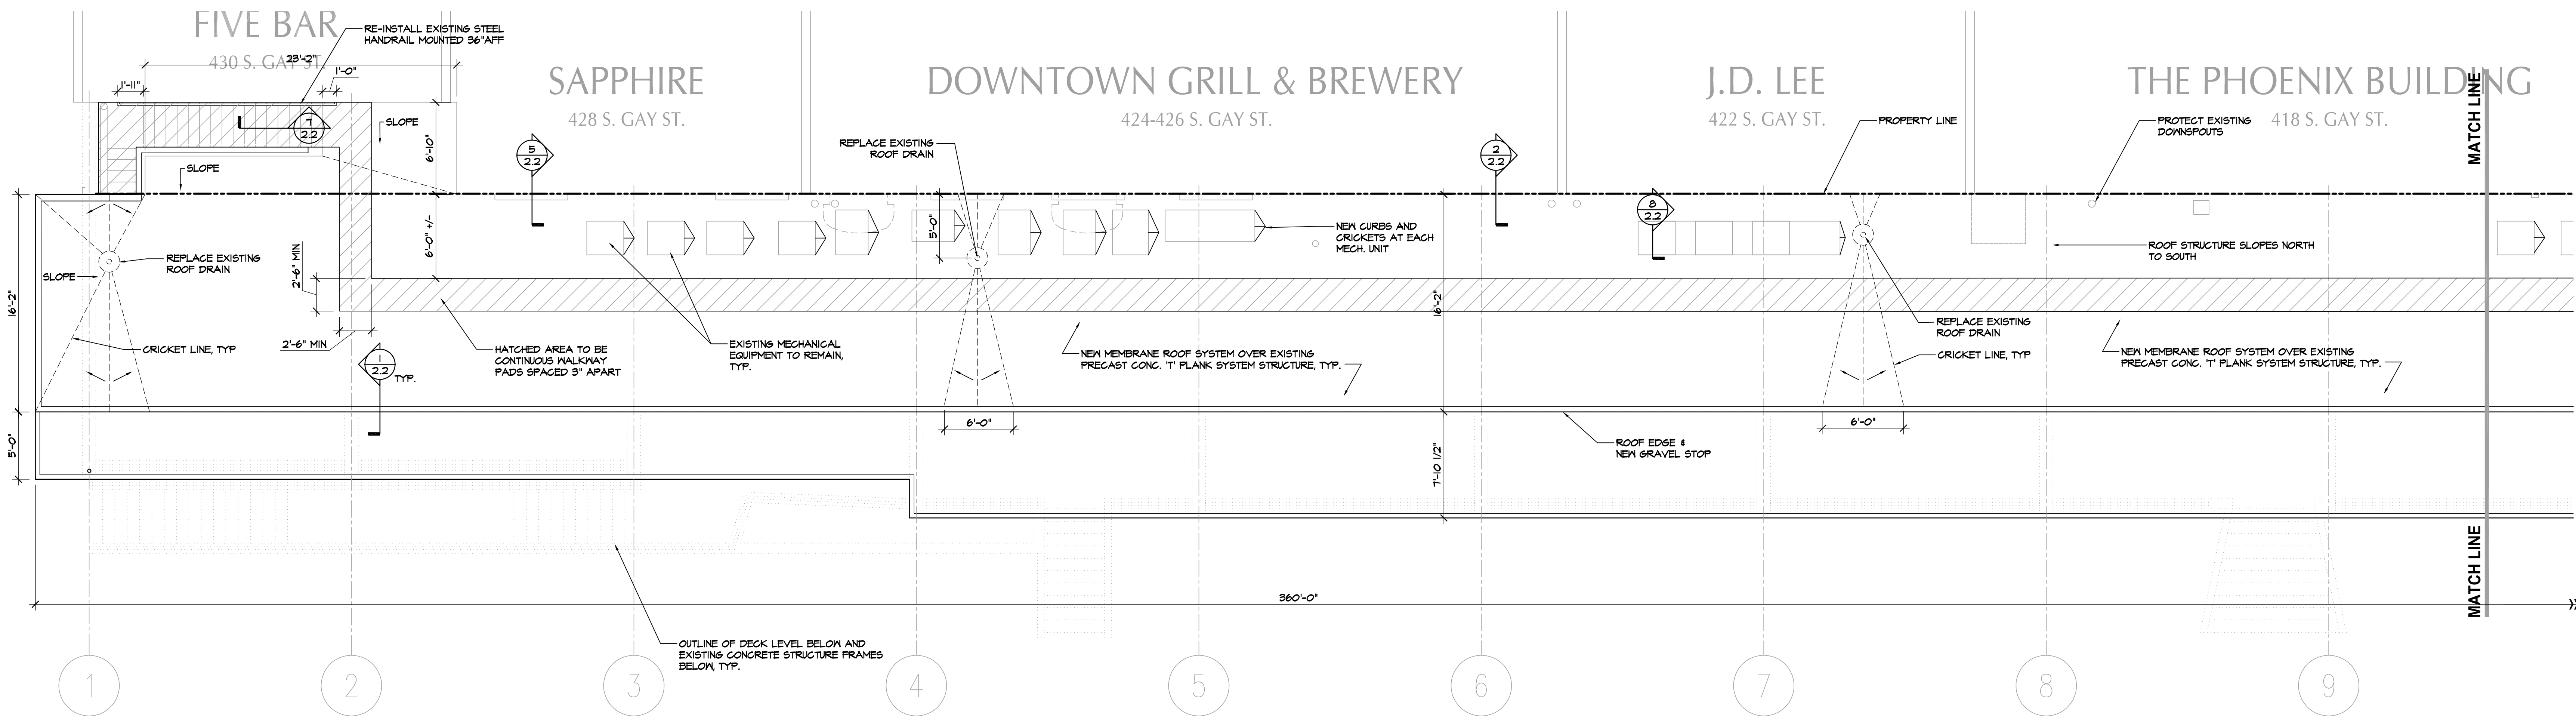 FIVE BAR
430 S. GAY ST.
RE-INSTALL EXISTING STEEL
HANDRAIL MOUNTED 36"AFF
23'-2"
1'-0"
1'-11"
7
2.2
SLOPE
SLOPE
6'-10"
SAPPHIRE
428 S. GAY ST.
DOWNTOWN GRILL & BREWERY
424-426 S. GAY ST.
J.D. LEE
422 S. GAY ST.
THE PHOENIX BUILDING
418 S. GAY ST.
MATCH LINE
5
2.2
REPLACE EXISTING
ROOF DRAIN
2
2.2
PROPERTY LINE
PROTECT EXISTING
DOWNSPOUTS
8
2.2
6'-0" +/-
5'-0"
NEW CURBS AND
CRICKETS AT EACH
MECH. UNIT
ROOF STRUCTURE SLOPES NORTH
TO SOUTH
REPLACE EXISTING
ROOF DRAIN
SLOPE
2'-6" MIN
16'-2"
16'-2"
CRICKET LINE, TYP
2'-6" MIN
1
2.2
TYP.
HATCHED AREA TO BE
CONTINUOUS WALKWAY
PADS SPACED 3" APART
EXISTING MECHANICAL
EQUIPMENT TO REMAIN,
TYP.
NEW MEMBRANE ROOF SYSTEM OVER EXISTING
PRECAST CONC. 'T' PLANK SYSTEM STRUCTURE, TYP.
REPLACE EXISTING
ROOF DRAIN
CRICKET LINE, TYP
NEW MEMBRANE ROOF SYSTEM OVER EXISTING
PRECAST CONC. 'T' PLANK SYSTEM STRUCTURE, TYP.
6'-0"
6'-0"
5'-0"
7'-10 1/2"
ROOF EDGE &
NEW GRAVEL STOP
MATCH LINE
360'-0"
OUTLINE OF DECK LEVEL BELOW AND
EXISTING CONCRETE STRUCTURE FRAMES
BELOW, TYP.
1
2
3
4
5
6
7
8
9